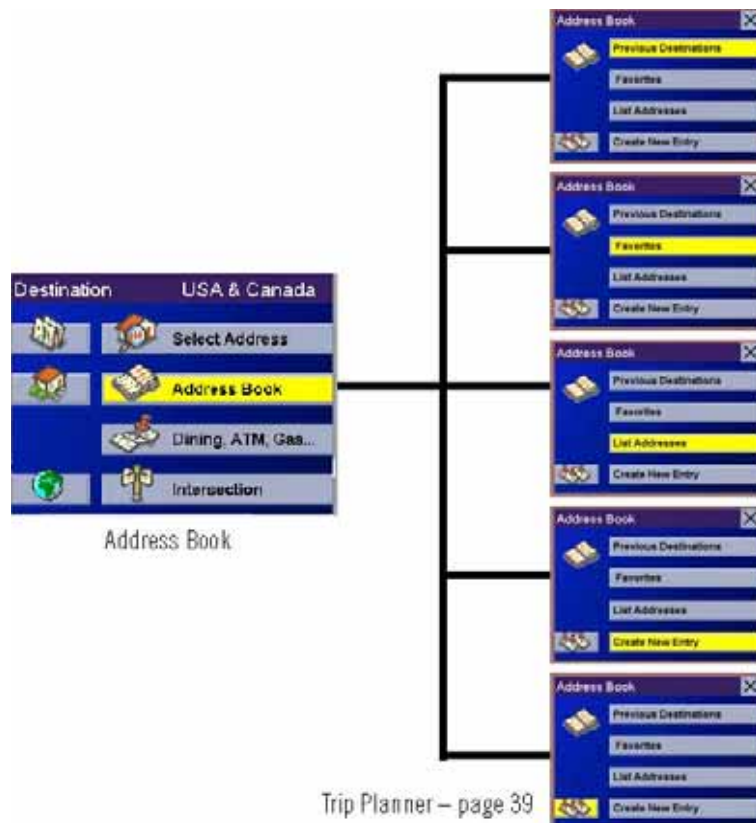 Address Book
Previous Destinations
Favorites
List Addresses
Create New Entry
Address Book
Previous Destinations
Favorites
List Addresses
Create New Entry
Destination USA & Canada
Select Address
Address Book
Dining, ATM, Gas...
Intersection
Address Book
Address Book
Previous Destinations
Favorites
List Addresses
Create New Entry
Address Book
Previous Destinations
Favorites
List Addresses
Create New Entry
Address Book
Previous Destinations
Favorites
List Addresses
Create New Entry
Trip Planner – page 39